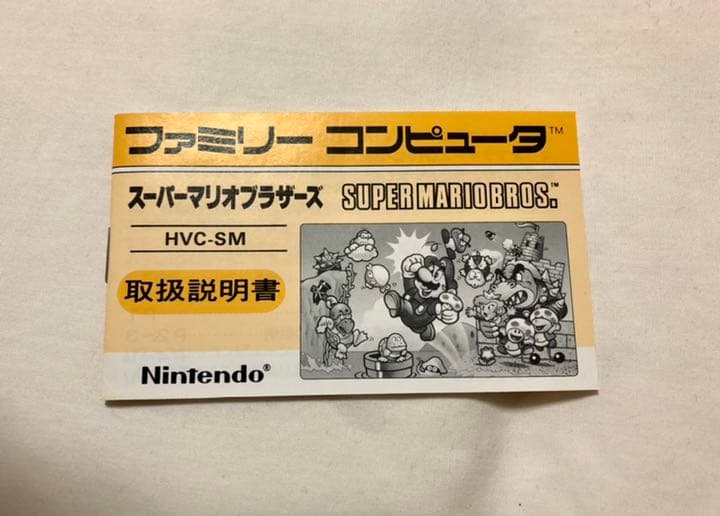 ファミリー コンピュータ™
スーパーマリオブラザーズ SUPER MARIO BROS.™
HVC-SM
取扱説明書
Nintendo®